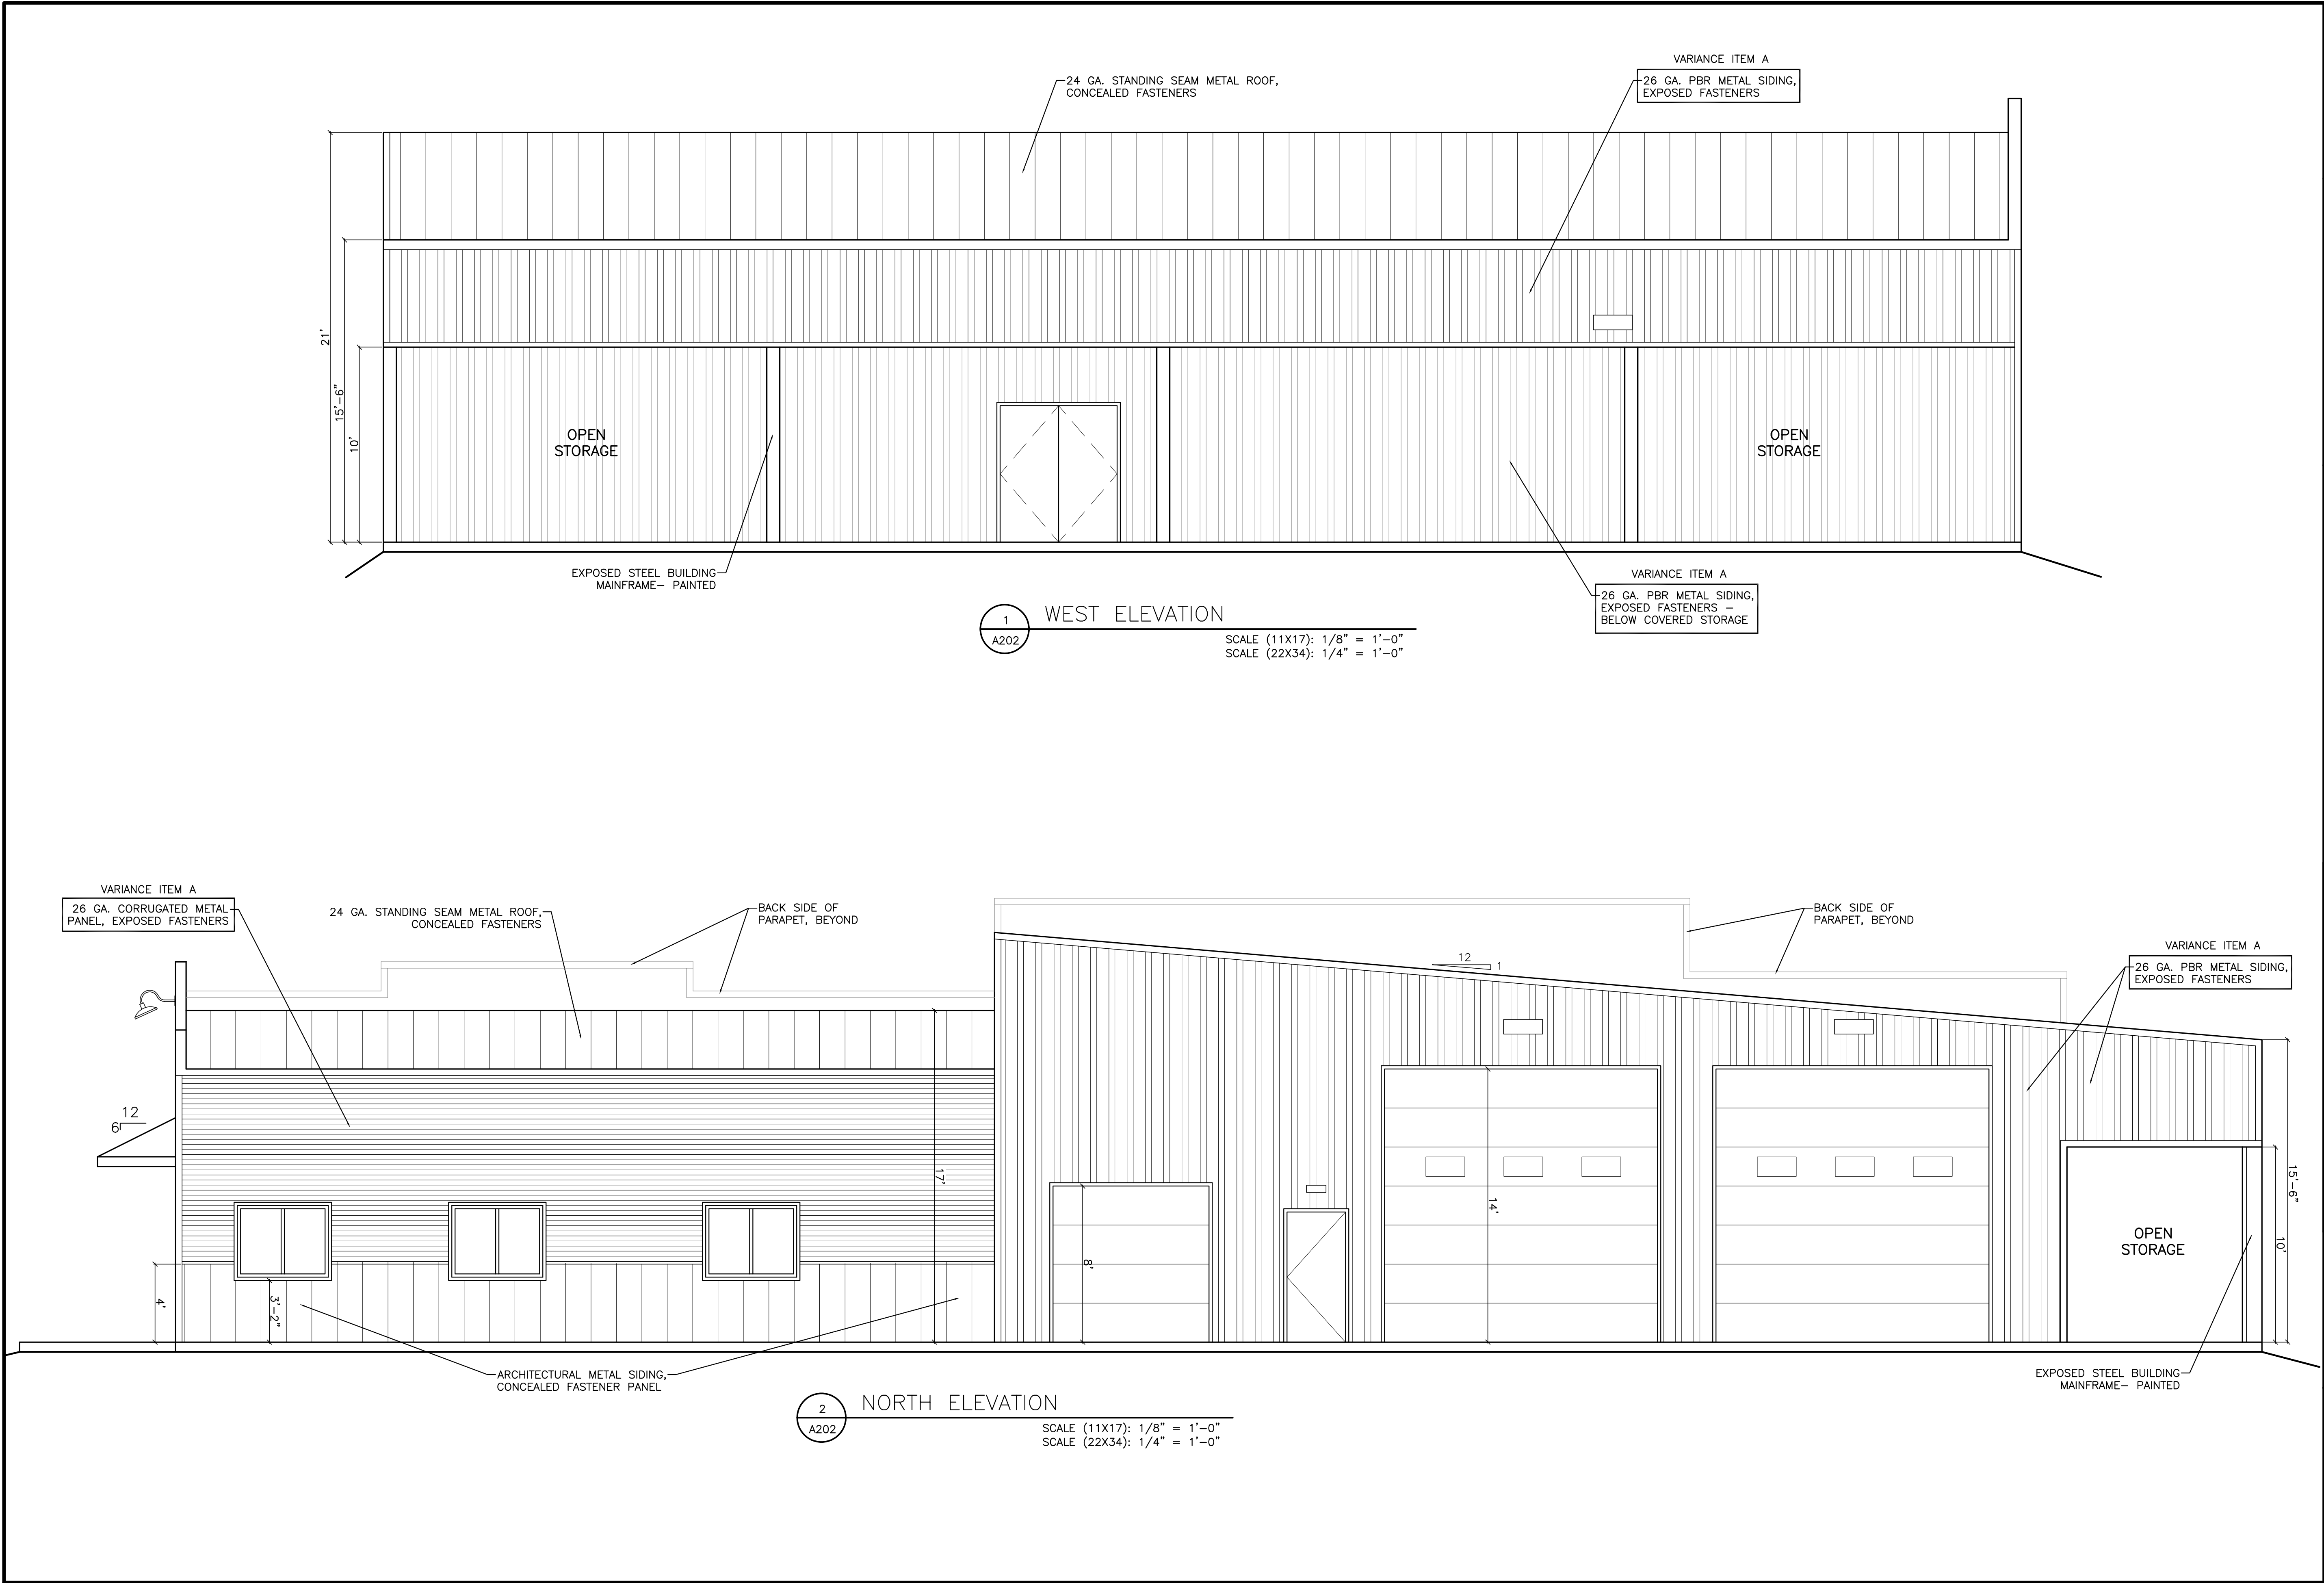 VARIANCE ITEM A
24 GA. STANDING SEAM METAL ROOF,
CONCEALED FASTENERS
26 GA. PBR METAL SIDING,
EXPOSED FASTENERS
21'
15'-6"
10'
OPEN
STORAGE
OPEN
STORAGE
EXPOSED STEEL BUILDING
MAINFRAME- PAINTED
VARIANCE ITEM A
26 GA. PBR METAL SIDING,
EXPOSED FASTENERS -
BELOW COVERED STORAGE
1
A202
WEST ELEVATION
SCALE (11X17): 1/8" = 1'-0"
SCALE (22X34): 1/4" = 1'-0"
VARIANCE ITEM A
26 GA. CORRUGATED METAL
PANEL, EXPOSED FASTENERS
24 GA. STANDING SEAM METAL ROOF,
CONCEALED FASTENERS
BACK SIDE OF
PARAPET, BEYOND
BACK SIDE OF
PARAPET, BEYOND
VARIANCE ITEM A
26 GA. PBR METAL SIDING,
EXPOSED FASTENERS
12
1
12
6
17'
14'
8'
4'
3'-2"
15'-6"
10'
OPEN
STORAGE
ARCHITECTURAL METAL SIDING,
CONCEALED FASTENER PANEL
EXPOSED STEEL BUILDING
MAINFRAME- PAINTED
2
A202
NORTH ELEVATION
SCALE (11X17): 1/8" = 1'-0"
SCALE (22X34): 1/4" = 1'-0"